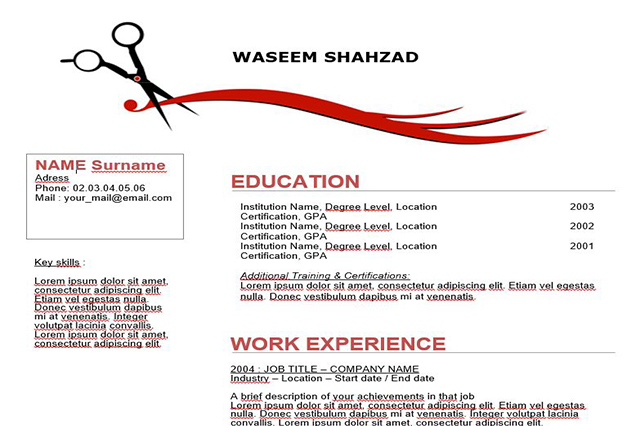 WASEEM SHAHZAD
NAME Surname
Adress
Phone: 02.03.04.05.06
Mail : your_mail@email.com
Key skills :
Lorem ipsum dolor sit amet,
consectetur adipiscing elit.
Etiam vel egestas nulla.
Donec vestibulum dapibus
mi at venenatis. Integer
volutpat lacinia convallis.
Lorem ipsum dolor sit amet,
consectetur adipiscing elit.
EDUCATION
Institution Name, Degree Level, Location 2003
Certification, GPA
Institution Name, Degree Level, Location 2002
Certification, GPA
Institution Name, Degree Level, Location 2001
Certification, GPA
Additional Training & Certifications:
Lorem ipsum dolor sit amet, consectetur adipiscing elit. Etiam vel egestas
nulla. Donec vestibulum dapibus mi at venenatis.
WORK EXPERIENCE
2004 : JOB TITLE – COMPANY NAME
Industry – Location – Start date / End date
A brief description of your achievements in that job
Lorem ipsum dolor sit amet, consectetur adipiscing elit. Etiam vel egestas
nulla. Donec vestibulum dapibus mi at venenatis. Integer volutpat lacinia
convallis. Lorem ipsum dolor sit amet, consectetur adipiscing elit.